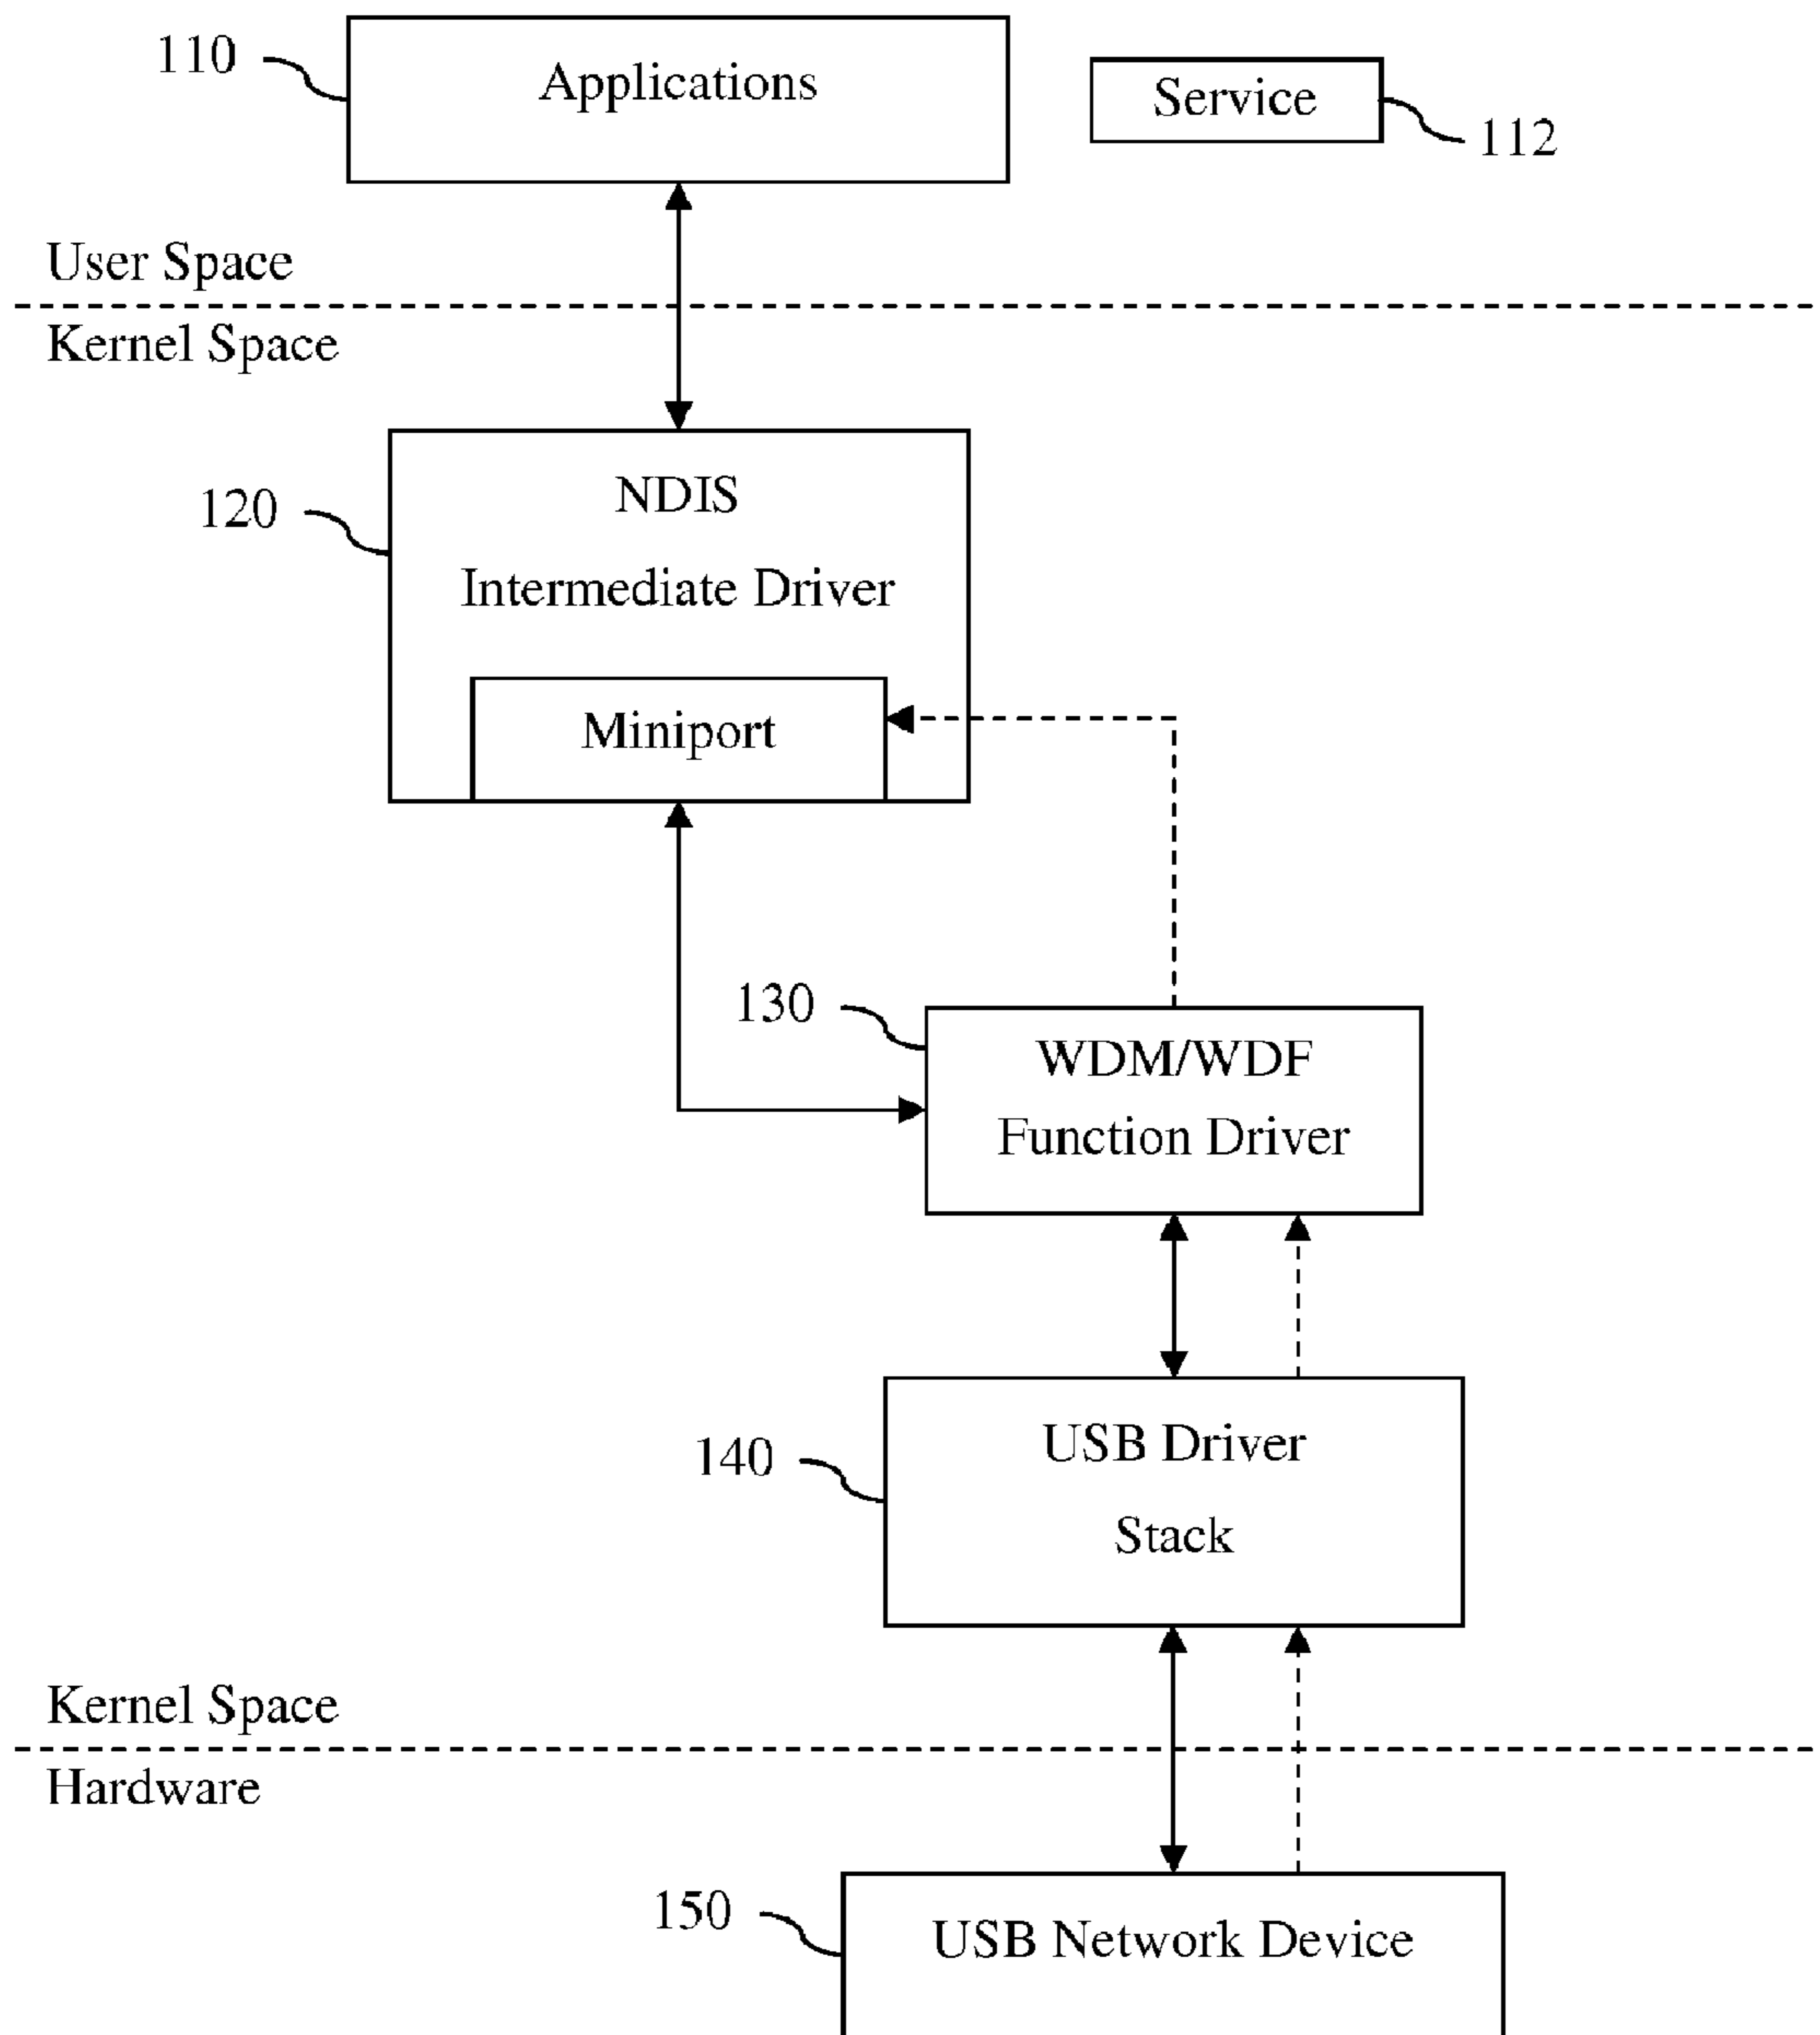 110
Applications
Service
112
User Space
Kernel Space
NDIS
120
Intermediate Driver
Miniport
130
WDM/WDF
Function Driver
USB Driver
140
Stack
Kernel Space
Hardware
150
USB Network Device